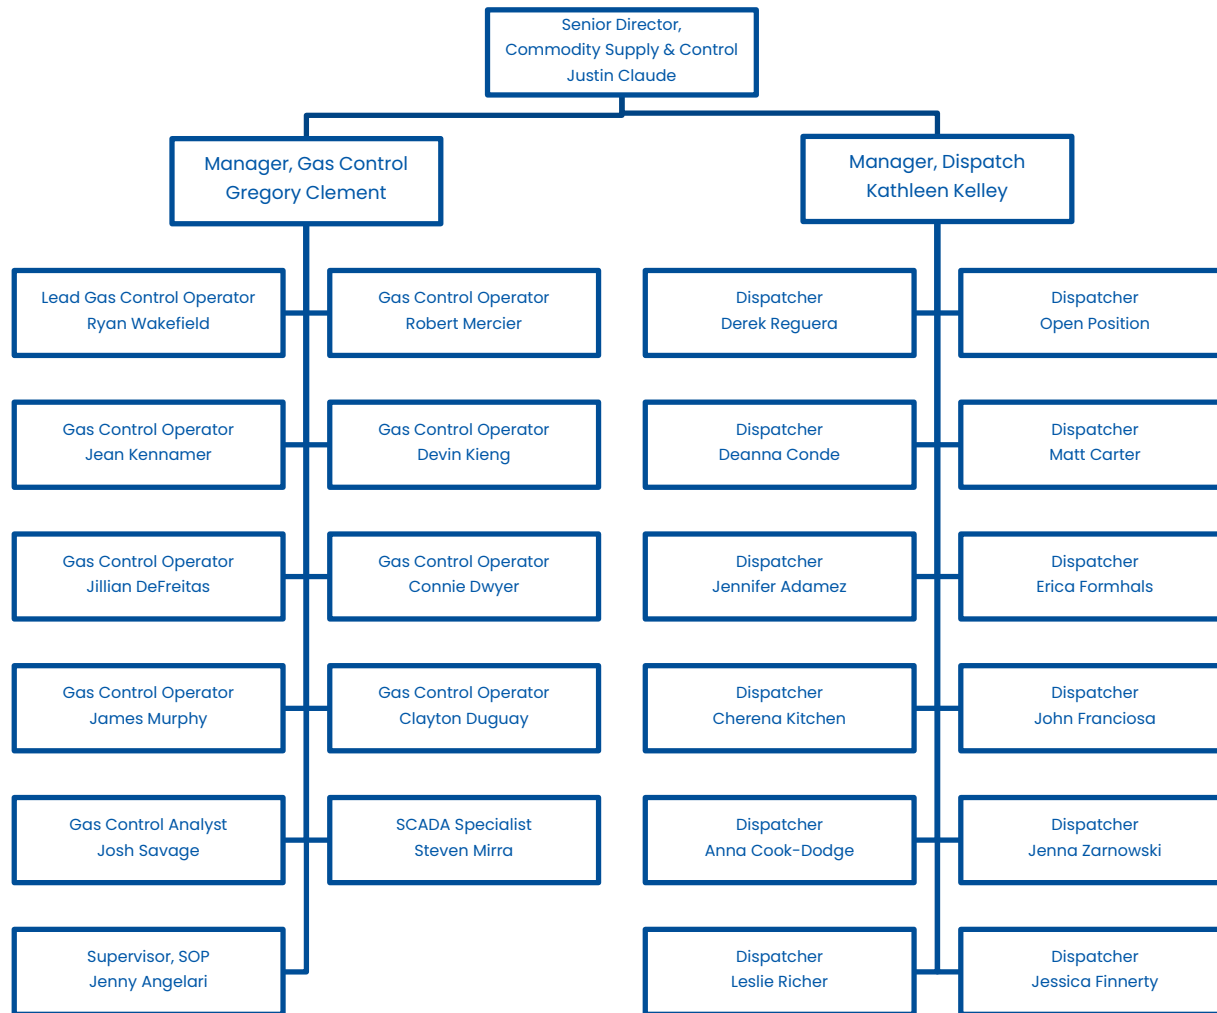 Senior Director,
Commodity Supply & Control
Justin Claude
Manager, Gas Control
Gregory Clement
Manager, Dispatch
Kathleen Kelley
Lead Gas Control Operator
Ryan Wakefield
Gas Control Operator
Robert Mercier
Dispatcher
Derek Reguera
Dispatcher
Open Position
Gas Control Operator
Jean Kennamer
Gas Control Operator
Devin Kieng
Dispatcher
Deanna Conde
Dispatcher
Matt Carter
Gas Control Operator
Jillian DeFreitas
Gas Control Operator
Connie Dwyer
Dispatcher
Jennifer Adamez
Dispatcher
Erica Formhals
Gas Control Operator
James Murphy
Gas Control Operator
Clayton Duguay
Dispatcher
Cherena Kitchen
Dispatcher
John Franciosa
Gas Control Analyst
Josh Savage
SCADA Specialist
Steven Mirra
Dispatcher
Anna Cook-Dodge
Dispatcher
Jenna Zarnowski
Supervisor, SOP
Jenny Angelari
Dispatcher
Leslie Richer
Dispatcher
Jessica Finnerty